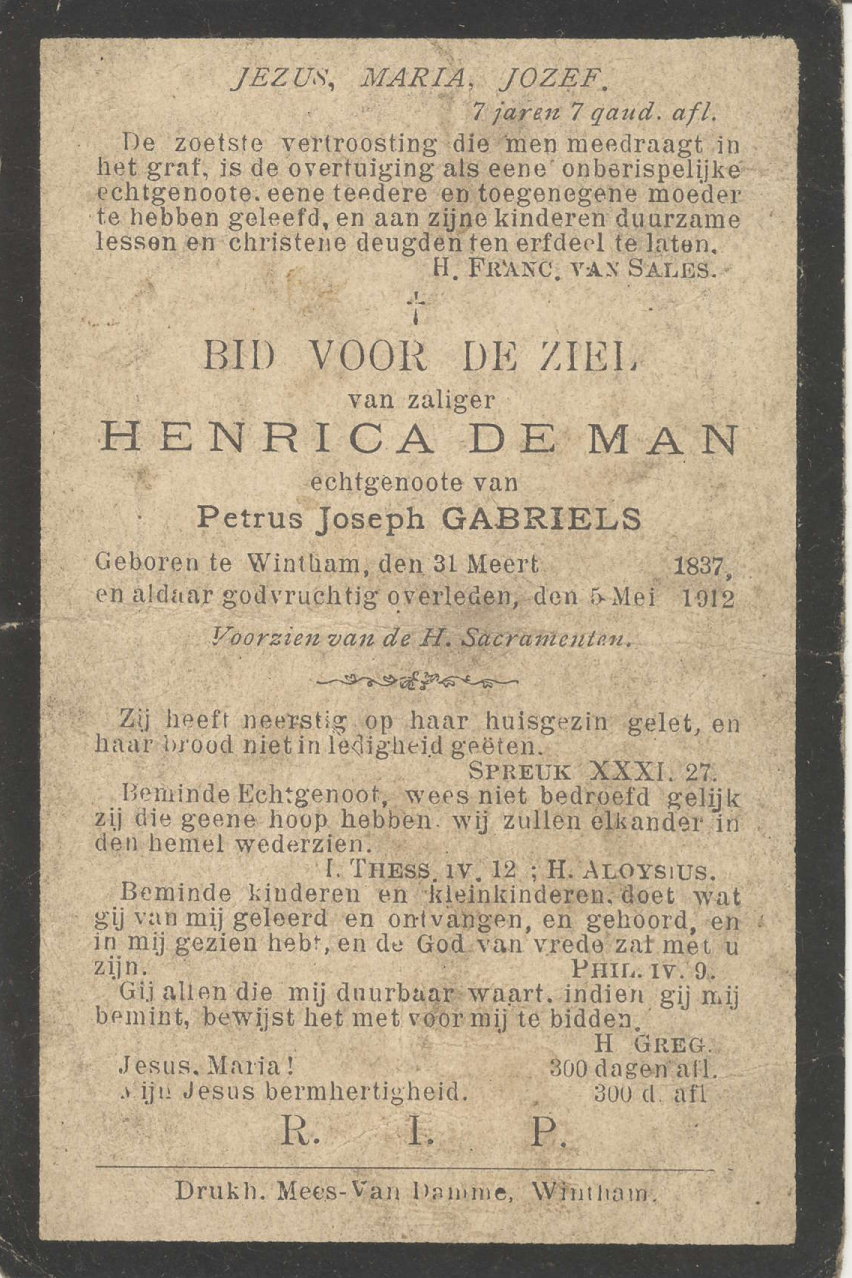 JEZUS, MARIA, JOZEF.
7 jaren 7 qaud. afl.
De zoetste vertroosting die men meedraagt in
het graf, is de overtuiging als eene onberispelijke
echtgenoote, eene teedere en toegenegene moeder
te hebben geleefd, en aan zijne kinderen duurzame
lessen en christene deugden ten erfdeel te laten.
H. FRANC. VAN SALES.
BID VOOR DE ZIEL
van zaliger
HENRICA DE MAN
echtgenoote van
Petrus Joseph GABRIELS
Geboren te Wintham, den 31 Meert 1837,
en aldaar godvruchtig overleden, den 5 Mei 1912
Voorzien van de H. Sacramenten.
Zij heeft neerstig op haar huisgezin gelet, en
haar brood niet in ledigheid geëten.
SPREUK XXXI. 27.
Beminde Echtgenoot, wees niet bedroefd gelijk
zij die geene hoop hebben. wij zullen elkander in
den hemel wederzien.
I. THESS. IV. 12 ; H. ALOYSIUS.
Beminde kinderen en kleinkinderen, doet wat
gij van mij geleerd en ontvangen, en gehoord, en
in mij gezien hebt, en de God van vrede zal met u
zijn. PHIL. IV. 9.
Gij allen die mij duurbaar waart, indien gij mij
bemint, bewijst het met voor mij te bidden.
H GREG.
Jesus, Maria! 300 dagen afl.
Mijn Jesus bermhertigheid. 300 d. afl
R. I. P.
Drukh. Mees-Van Damme, Wintham.